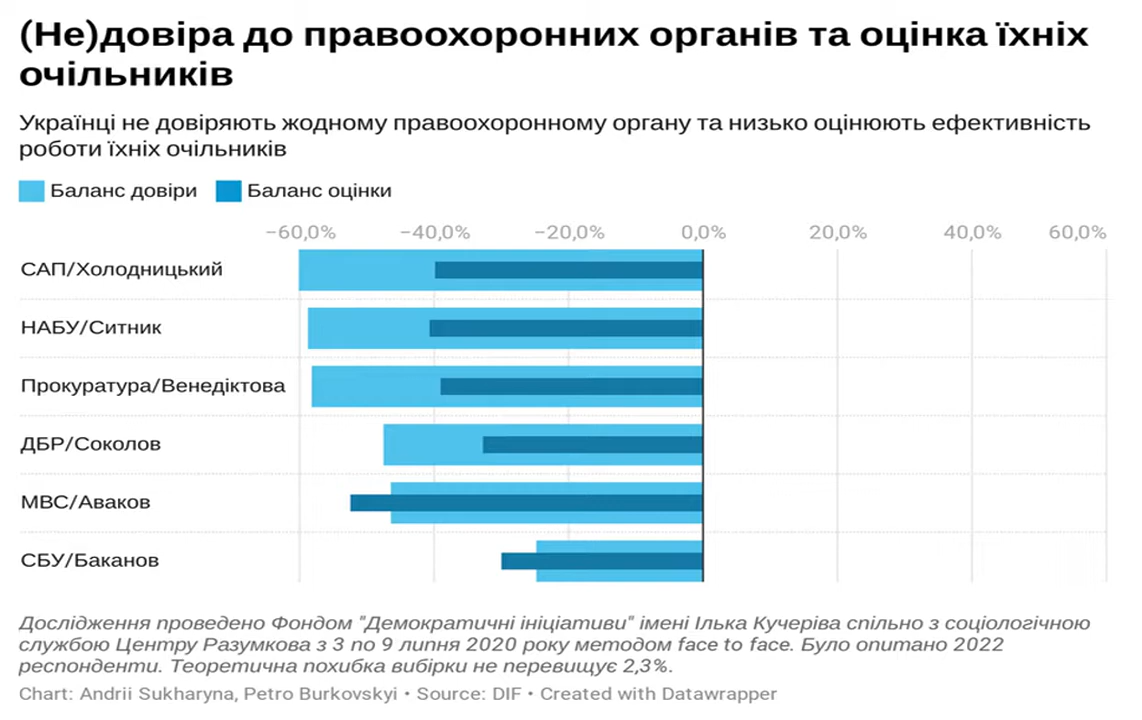 (Не)довіра до правоохоронних органів та оцінка їхніх
очільників
Українці не довіряють жодному правоохоронному органу та низько оцінюють ефективність
роботи їхніх очільників
Баланс довіри Баланс оцінки
−60,0% −40,0% −20,0% 0,0% 20,0% 40,0% 60,0%
САП/Холодницький
НАБУ/Ситник
Прокуратура/Венедіктова
ДБР/Соколов
МВС/Аваков
СБУ/Баканов
Дослідження проведено Фондом "Демократичні ініціативи" імені Ілька Кучеріва спільно з соціологічною
службою Центру Разумкова з 3 по 9 липня 2020 року методом face to face. Було опитано 2022
респонденти. Теоретична похибка вибірки не перевищує 2,3%.
Chart: Andrii Sukharyna, Petro Burkovskyi • Source: DIF • Created with Datawrapper